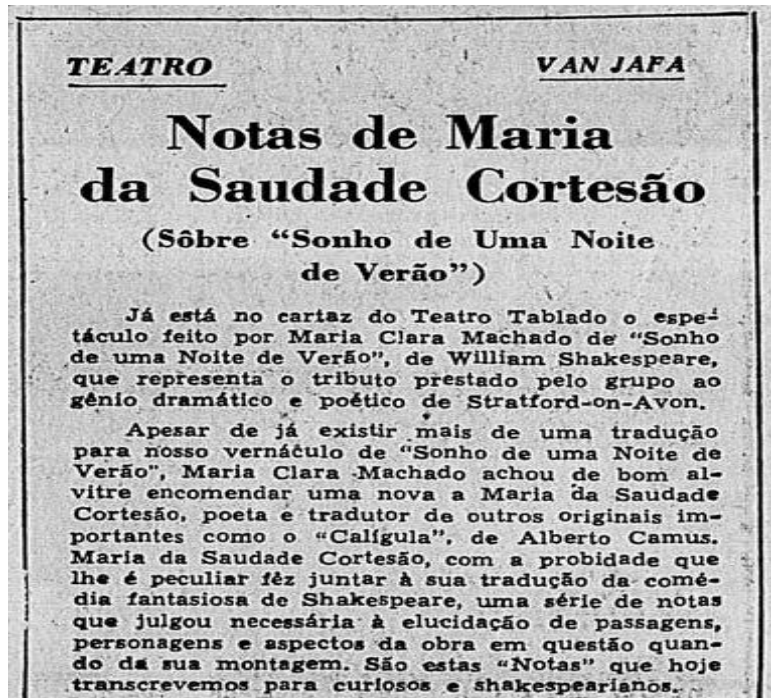 TEATRO VAN JAFA
Notas de Maria
da Saudade Cortesão
(Sôbre “Sonho de Uma Noite
de Verão”)
Já está no cartaz do Teatro Tablado o espe-
táculo feito por Maria Clara Machado de “Sonho
de uma Noite de Verão”, de William Shakespeare,
que representa o tributo prestado pelo grupo ao
gênio dramático e poético de Stratford-on-Avon.
Apesar de já existir mais de uma tradução
para nosso vernáculo de “Sonho de uma Noite de
Verão”, Maria Clara Machado achou de bom al-
vitre encomendar uma nova a Maria da Saudade
Cortesão, poeta e tradutor de outros originais im-
portantes como o “Calígula”, de Alberto Camus.
Maria da Saudade Cortesão, com a probidade que
lhe é peculiar fêz juntar à sua tradução da comé-
dia fantasiosa de Shakespeare, uma série de notas
que julgou necessária à elucidação de passagens,
personagens e aspectos da obra em questão quan-
do da sua montagem. São estas “Notas” que hoje
transcrevemos para curiosos e shakespearianos.